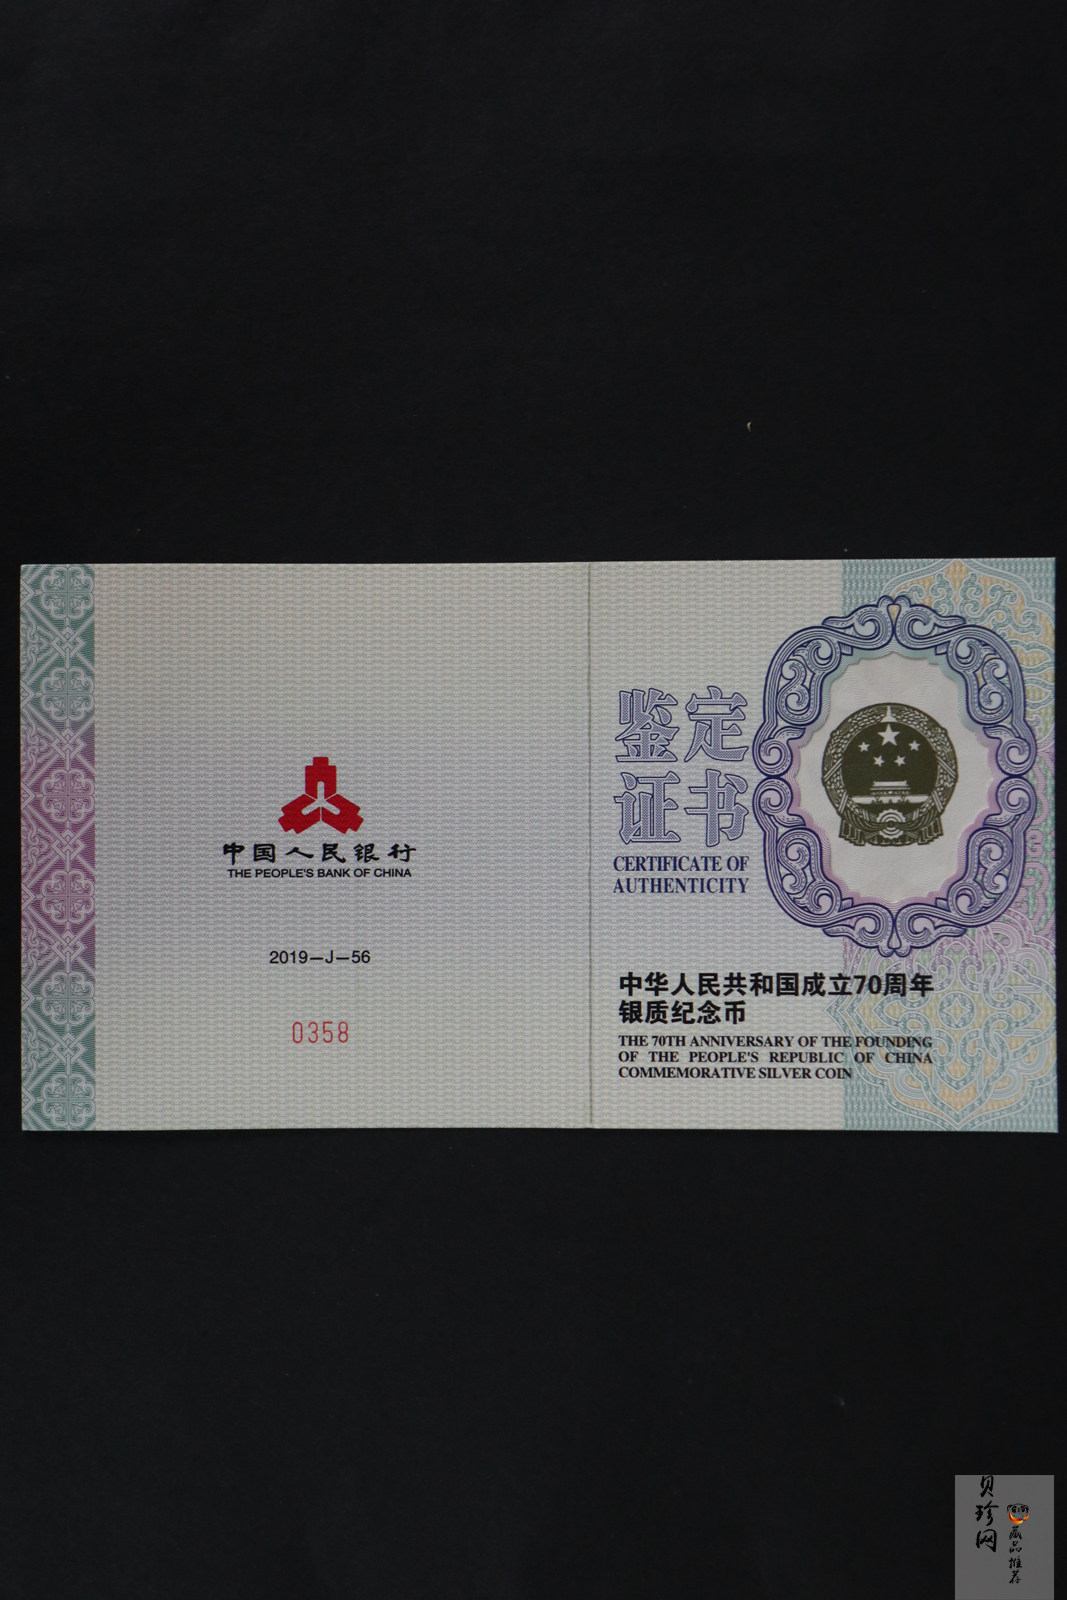 中国人民银行
THE PEOPLE'S BANK OF CHINA
2019—J—56
0358
鉴定
证书
CERTIFICATE OF
AUTHENTICITY
中华人民共和国成立70周年
银质纪念币
THE 70TH ANNIVERSARY OF THE FOUNDING
OF THE PEOPLE'S REPUBLIC OF CHINA
COMMEMORATIVE SILVER COIN
贝珍网
藏品推荐